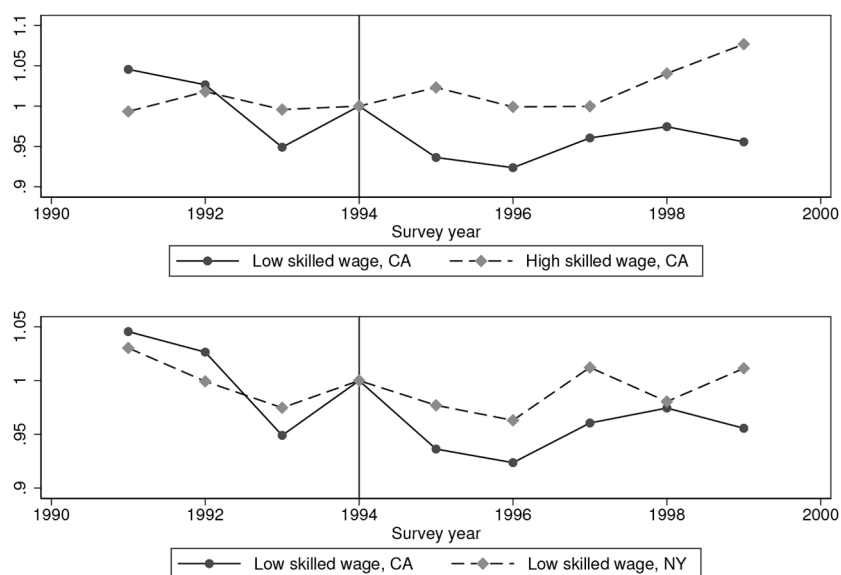 1.1
1.05
1
.95
.9
1990 1992 1994 1996 1998 2000
Survey year
Low skilled wage, CA High skilled wage, CA
1.05
1
.95
.9
1990 1992 1994 1996 1998 2000
Survey year
Low skilled wage, CA Low skilled wage, NY